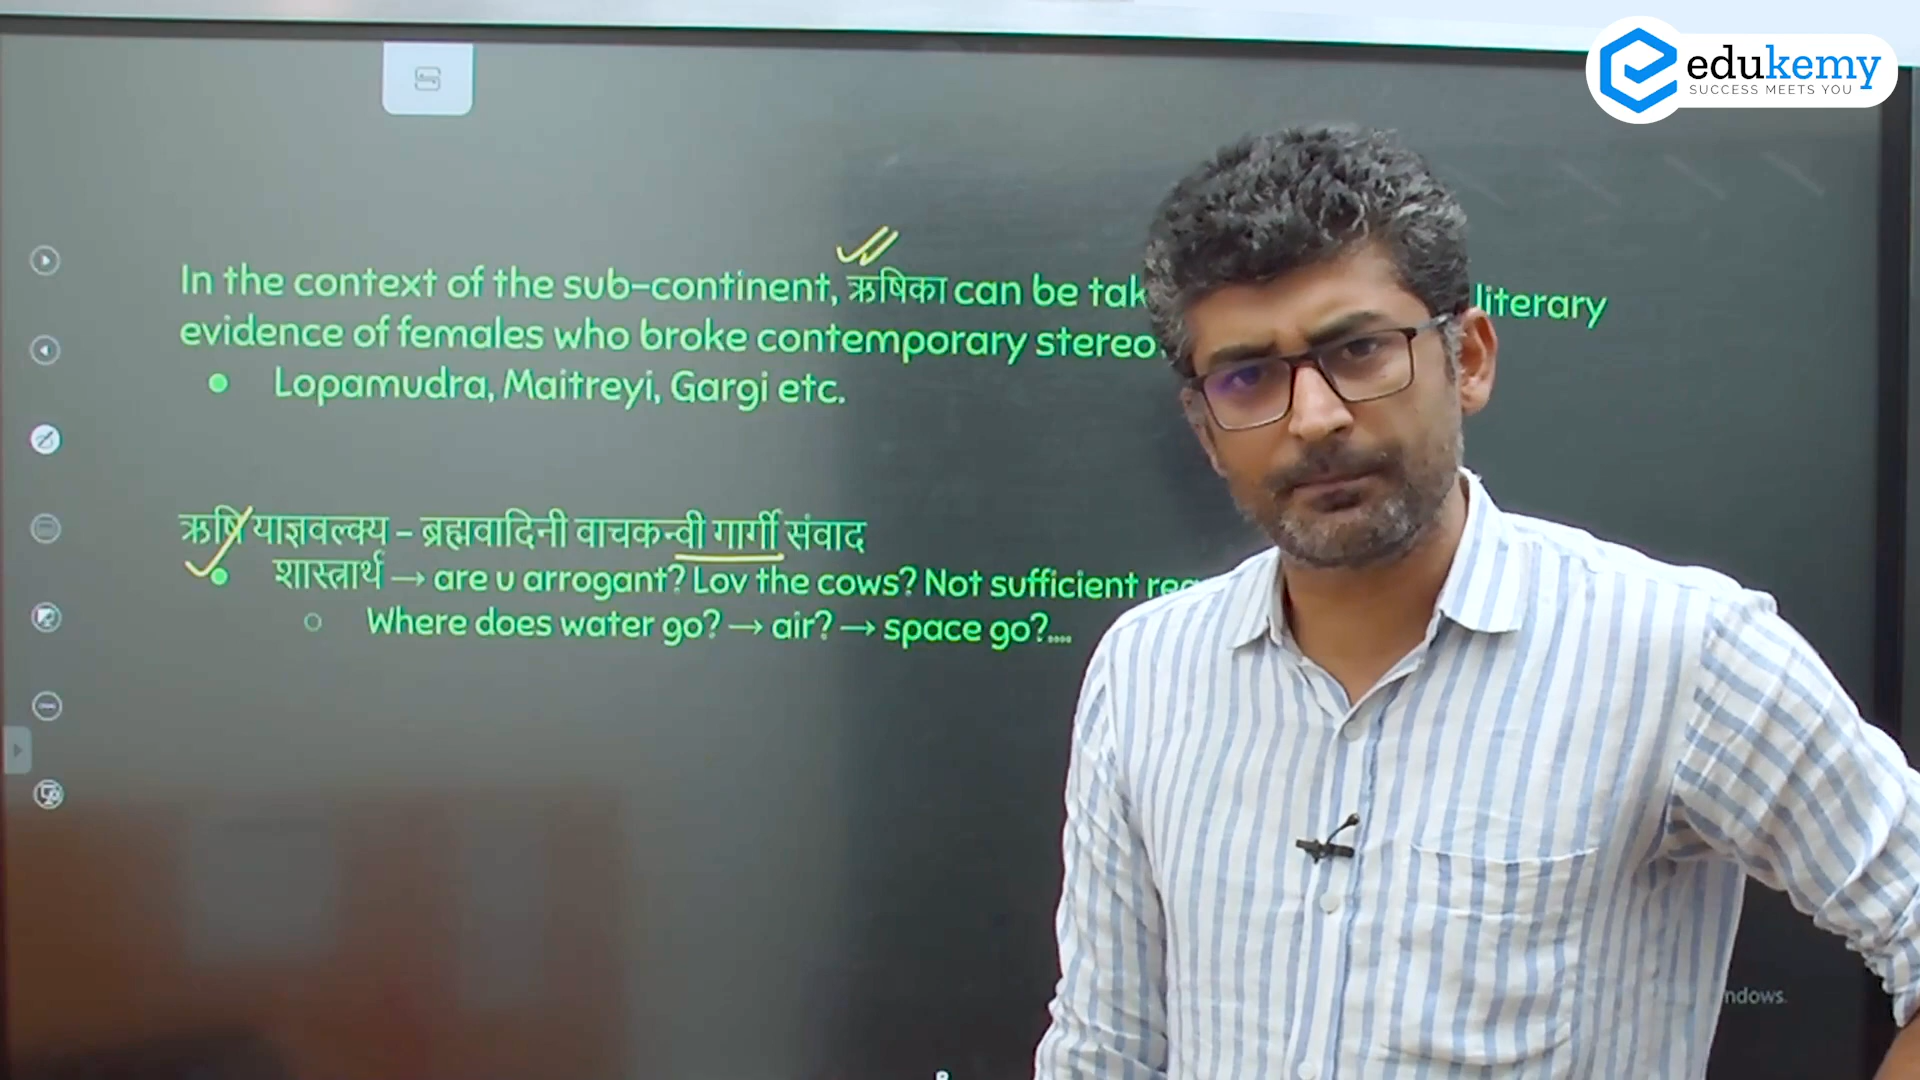 edukemy
SUCCESS MEETS YOU
In the context of the sub-continent, ऋषिका can be tak literary
evidence of females who broke contemporary stereo
● Lopamudra, Maitreyi, Gargi etc.
ऋषि याज्ञवल्क्य – ब्रह्मवादिनी वाचकन्वी गार्गी संवाद
● शास्त्रार्थ → are u arrogant? Lov the cows? Not sufficient re
○ Where does water go? → air? → space go?....
ndows.